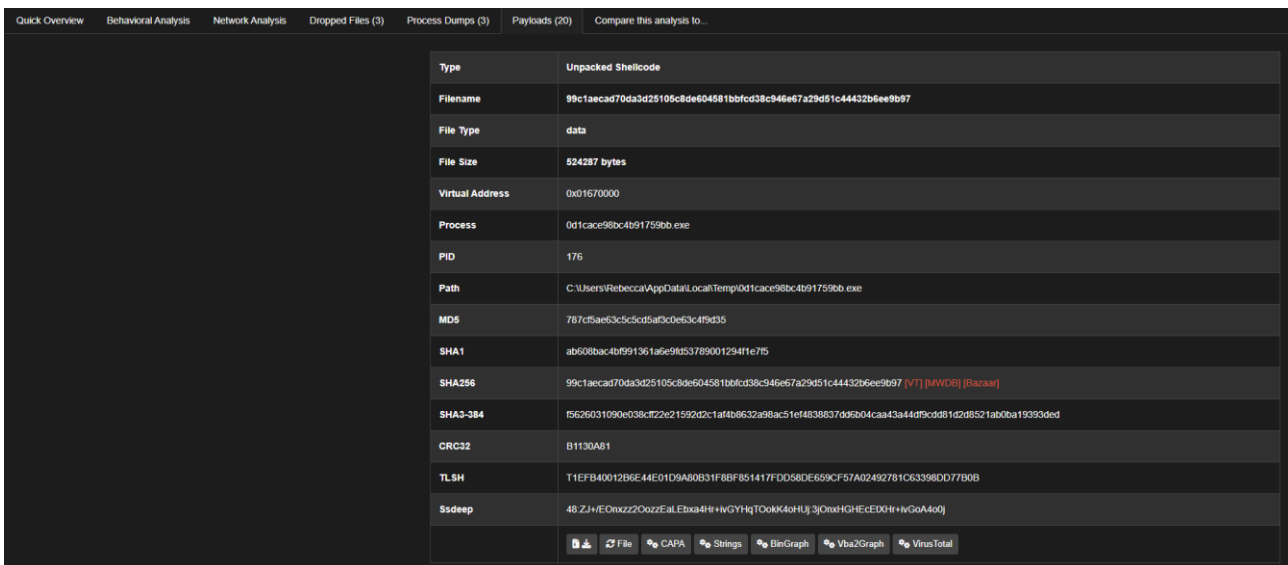 Quick Overview Behavioral Analysis Network Analysis Dropped Files (3) Process Dumps (3) Payloads (20) Compare this analysis to...
Type Unpacked Shellcode
Filename 99c1aecad70da3d25105c8de604581bbfcd38c946e67a29d51c44432b6ee9b97
File Type data
File Size 524287 bytes
Virtual Address 0x01670000
Process 0d1cace98bc4b91759bb.exe
PID 176
Path C:\Users\Rebecca\AppData\Local\Temp\0d1cace98bc4b91759bb.exe
MD5 787cf5ae63c5c5cd5af3c0e63c4f9d35
SHA1 ab608bac4bf991361a6e9fd53789001294f1e7f5
SHA256 99c1aecad70da3d25105c8de604581bbfcd38c946e67a29d51c44432b6ee9b97 [VT] [MWDB] [Bazaar]
SHA3-384 f5626031090e038cff22e21592d2c1af4b8632a98ac51ef4838837dd6b04caa43a44df9cdd81d2d8521ab0ba19393ded
CRC32 B1130A81
TLSH T1EFB40012B6E44E01D9A80B31F8BF851417FDD58DE659CF57A02492781C63398DD77B0B
Ssdeep 48:ZJ+/EOnxzz2OozzEaLEbxa4Hr+ivGYHqTOokK4oHUj:3jOnxHGHEcEtXHr+ivGoA4o0j
File CAPA Strings BinGraph Vba2Graph VirusTotal